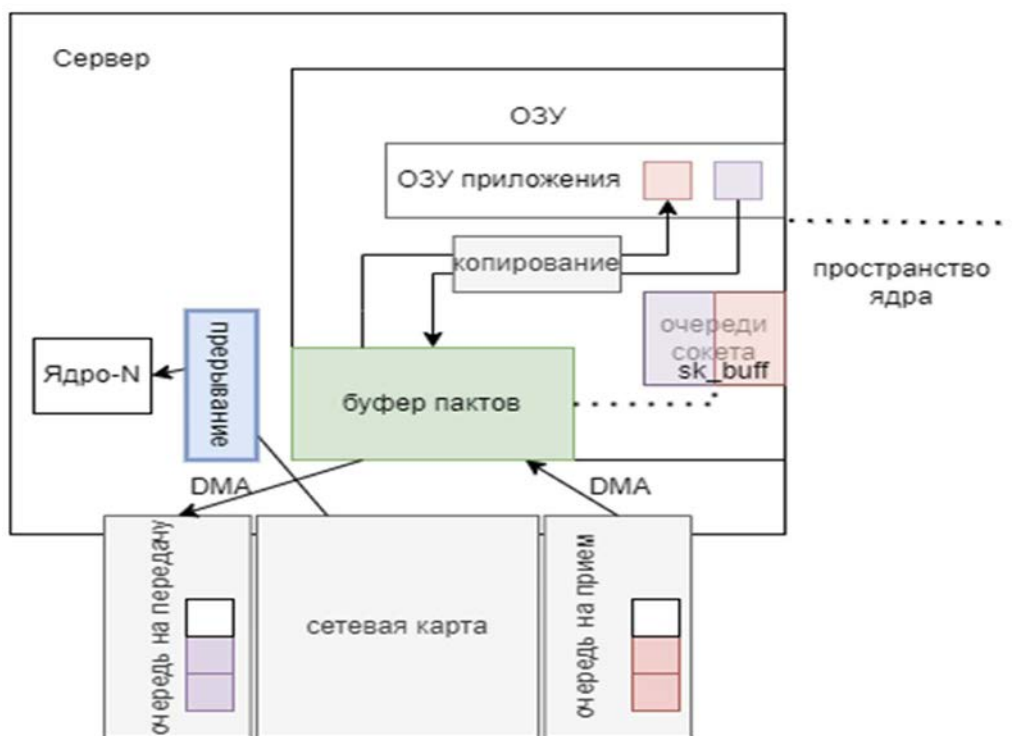 Сервер
ОЗУ
ОЗУ приложения
копирование
пространство
ядра
очереди
сокета
sk_buff
Ядро-N
прерывание
буфер пактов
DMA
DMA
очередь на передачу
сетевая карта
очередь на прием